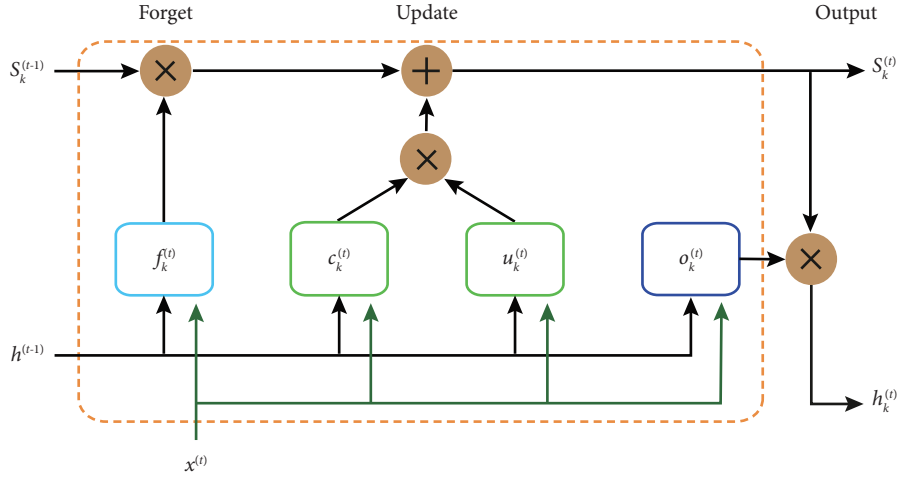 Forget Update Output
S_k^{(t-1)} × + S_k^{(t)}
×
f_k^{(t)} c_k^{(t)} u_k^{(t)} o_k^{(t)} ×
h^{(t-1)}
h_k^{(t)}
x^{(t)}